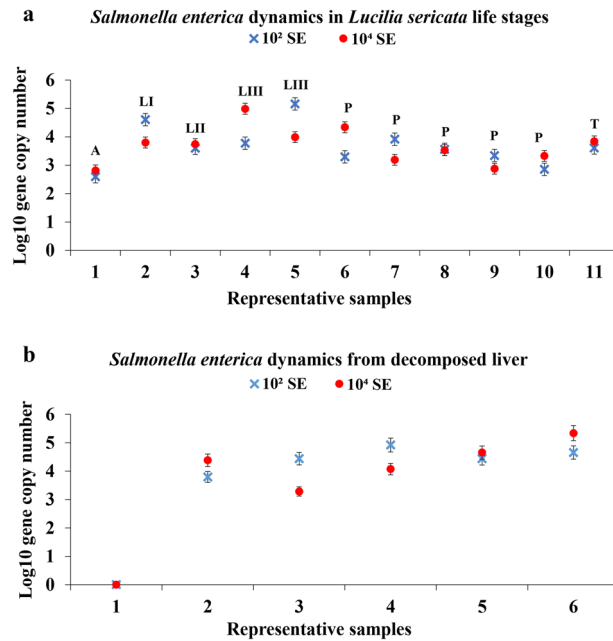 a
Salmonella enterica dynamics in Lucilia sericata life stages
10² SE 10⁴ SE
Log10 gene copy number
6
5
4
3
2
1
0
A LI LII LIII LIII P P P P P T
1 2 3 4 5 6 7 8 9 10 11
Representative samples
b
Salmonella enterica dynamics from decomposed liver
10² SE 10⁴ SE
Log10 gene copy number
6
5
4
3
2
1
0
1 2 3 4 5 6
Representative samples